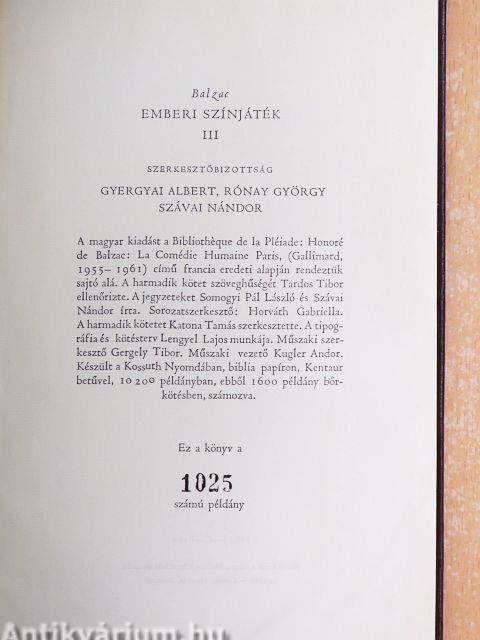 Balzac
EMBERI SZÍNJÁTÉK
III
SZERKESZTŐBIZOTTSÁG
GYERGYAI ALBERT, RÓNAY GYÖRGY
SZÁVAI NÁNDOR
A magyar kiadást a Bibliothèque de la Pléiade: Honoré
de Balzac: La Comédie Humaine Paris, (Gallimard,
1955– 1961) című francia eredeti alapján rendeztük
sajtó alá. A harmadik kötet szöveghűségét Tardos Tibor
ellenőrizte. A jegyzeteket Somogyi Pál László és Szávai
Nándor írta. Sorozatszerkesztő: Horváth Gabriella.
A harmadik kötetet Katona Tamás szerkesztette. A tipog-
ráfia és kötésterv Lengyel Lajos munkája. Műszaki szer-
kesztő Gergely Tibor. Műszaki vezető Kugler Andor.
Készült a Kossuth Nyomdában, biblia papíron, Kentaur
betűvel, 10 200 példányban, ebből 1600 példány bőr-
kötésben, számozva.
Ez a könyv a
1025
számú példány
Antikvárium.hu